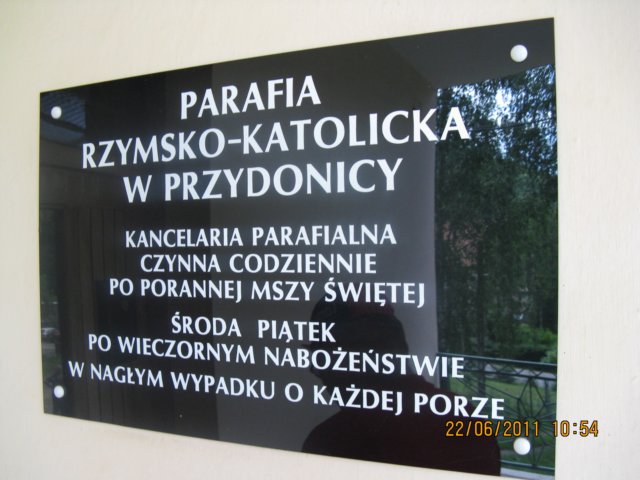 PARAFIA
RZYMSKO-KATOLICKA
W PRZYDONICY
KANCELARIA PARAFIALNA
CZYNNA CODZIENNIE
PO PORANNEJ MSZY ŚWIĘTEJ
ŚRODA PIĄTEK
PO WIECZORNYM NABOŻEŃSTWIE
W NAGŁYM WYPADKU O KAŻDEJ PORZE
22/06/2011 10:54